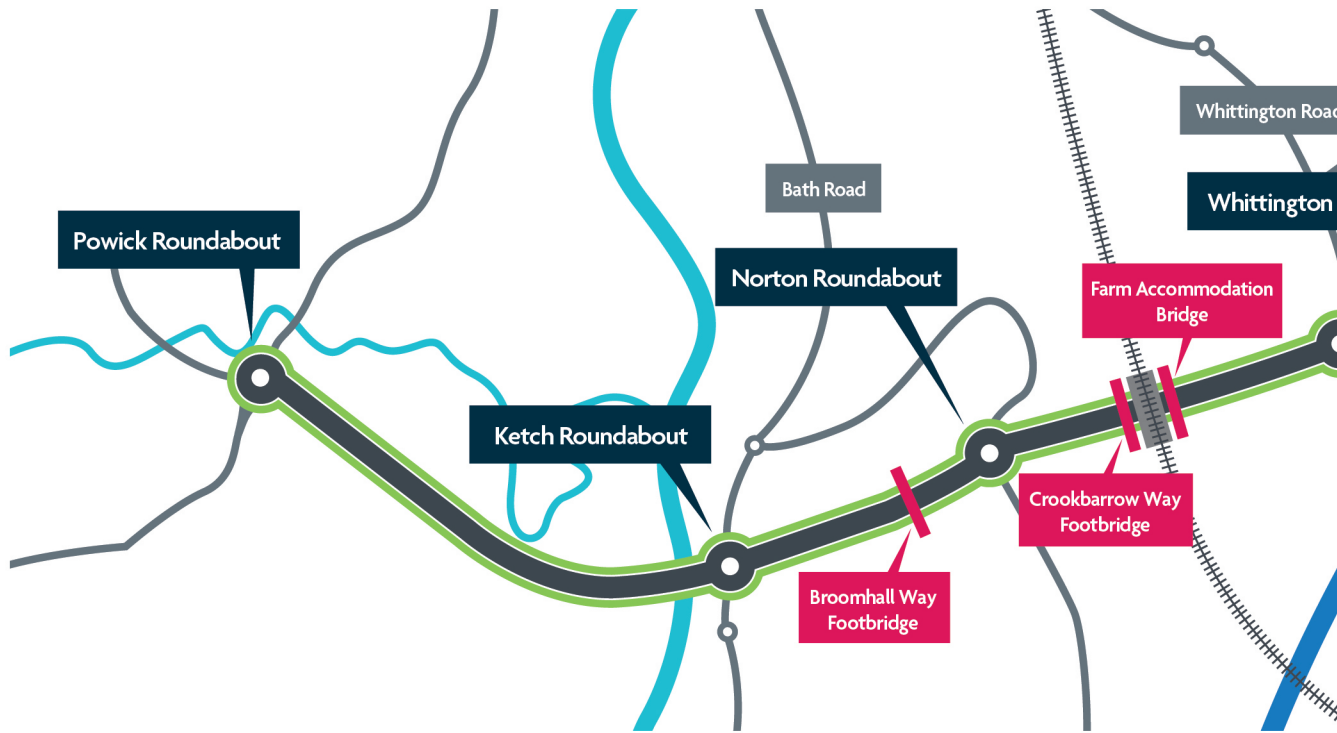 Whittington Road
Bath Road
Whittington
Powick Roundabout
Norton Roundabout
Farm Accommodation
Bridge
Ketch Roundabout
Crookbarrow Way
Footbridge
Broomhall Way
Footbridge